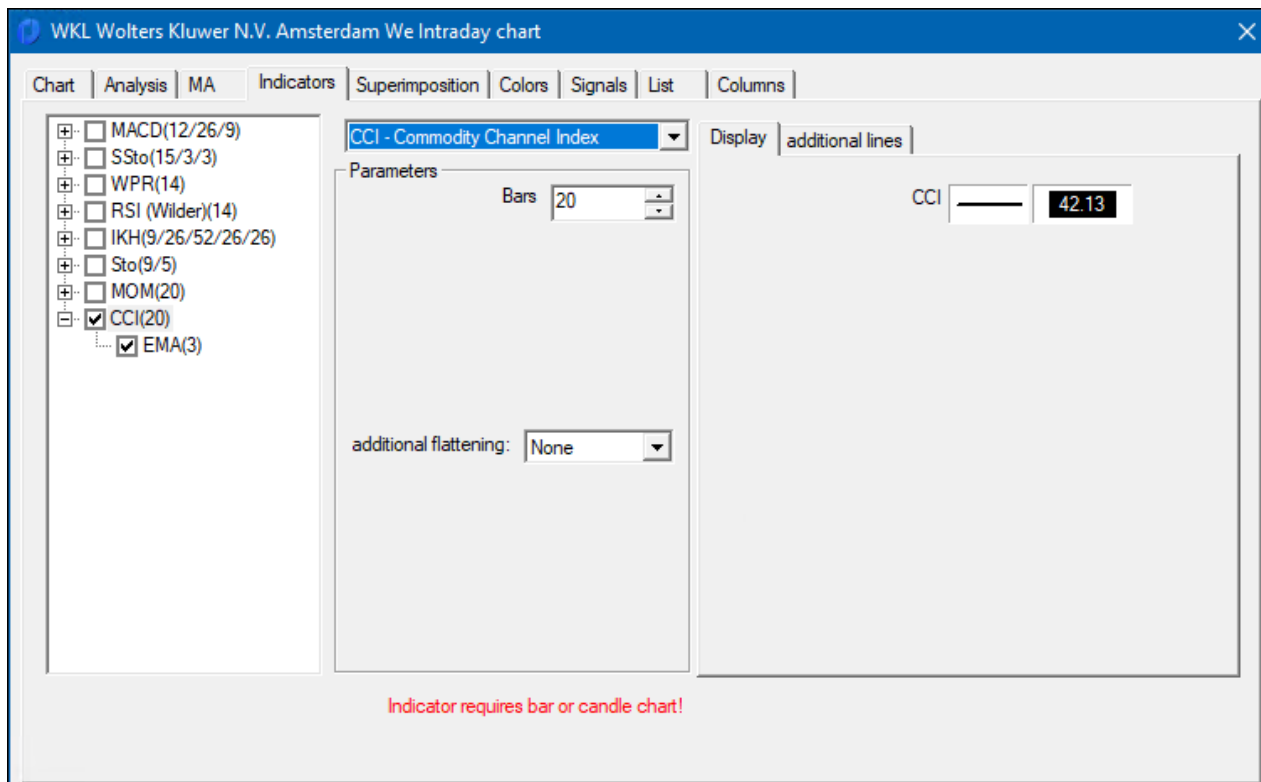 WKL Wolters Kluwer N.V. Amsterdam We Intraday chart
Chart Analysis MA Indicators Superimposition Colors Signals List Columns
MACD(12/26/9)
SSto(15/3/3)
WPR(14)
RSI (Wilder)(14)
IKH(9/26/52/26/26)
Sto(9/5)
MOM(20)
CCI(20)
EMA(3)
CCI - Commodity Channel Index
Parameters
Bars 20
additional flattening: None
Display additional lines
CCI 42.13
Indicator requires bar or candle chart!